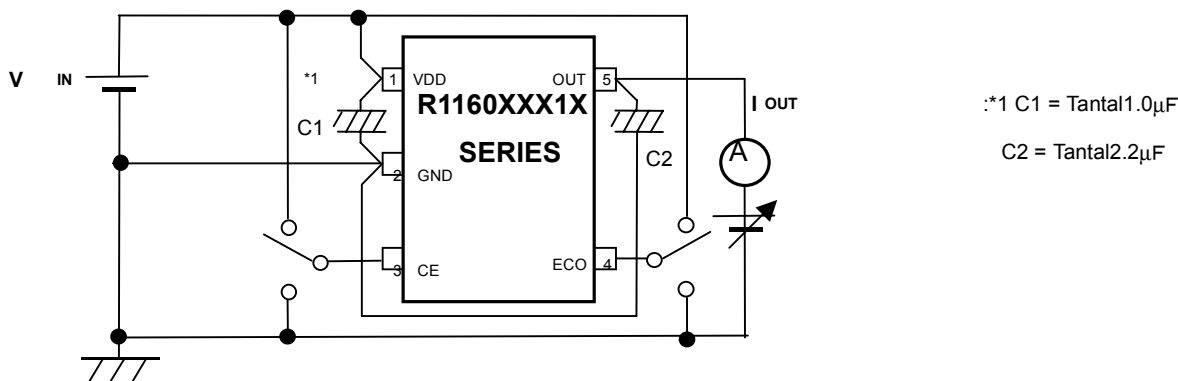 V IN
*1
C1
1 VDD
2 GND
3 CE
R1160XXX1X
SERIES
OUT 5
ECO 4
C2
I OUT
A
:*1 C1 = Tantal1.0μF
C2 = Tantal2.2μF